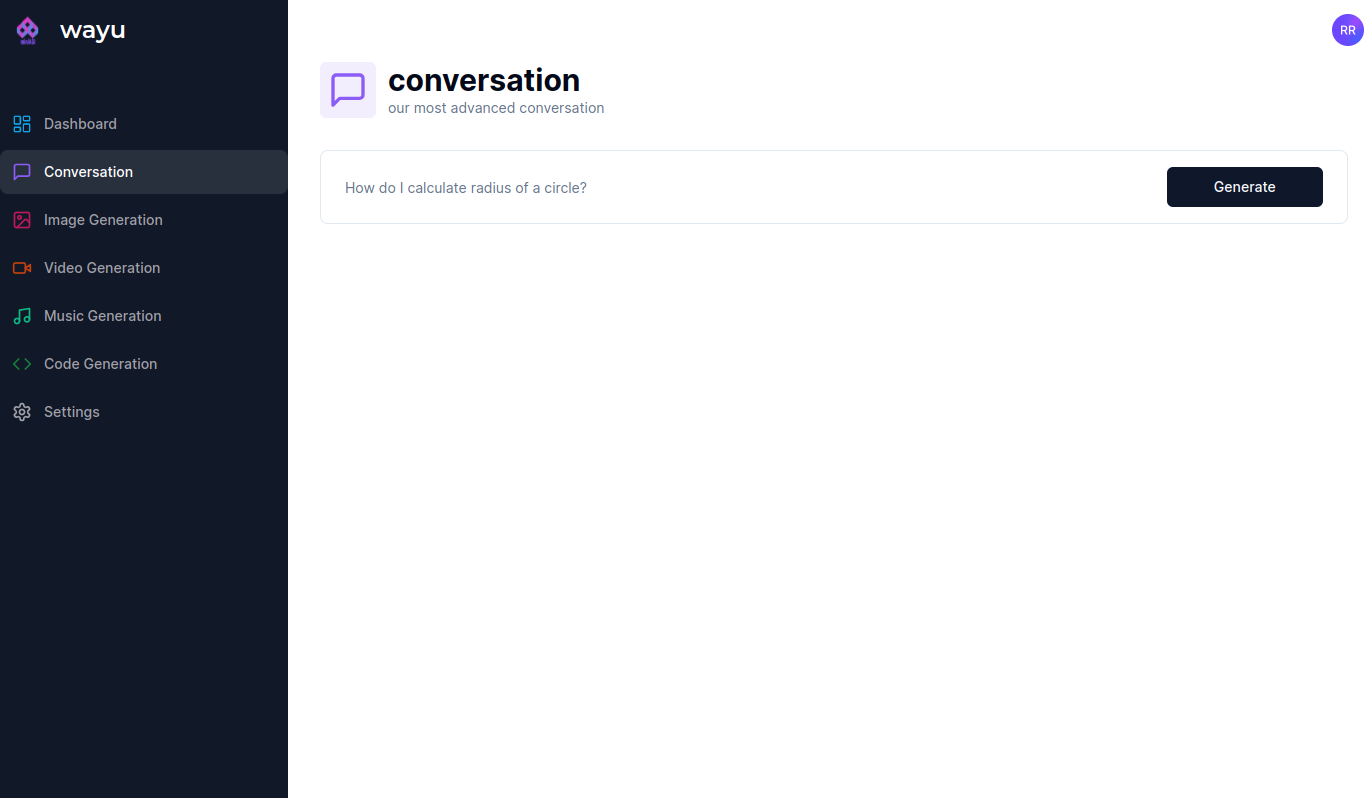 wayu
RR
conversation
our most advanced conversation
Dashboard
Conversation
How do I calculate radius of a circle?
Generate
Image Generation
Video Generation
Music Generation
Code Generation
Settings